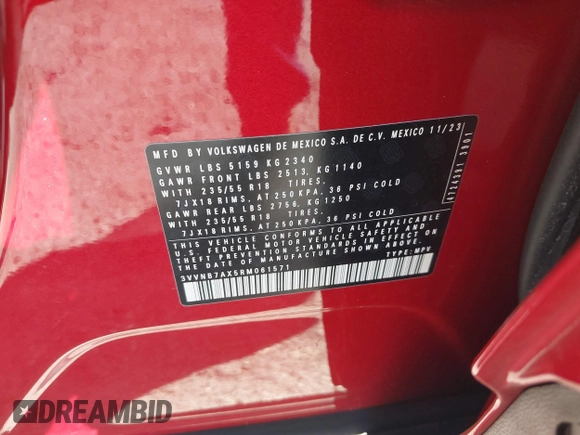 MFD BY VOLKSWAGEN DE MEXICO S.A. DE C.V. MEXICO 11/23
GVWR LBS 5159 KG 2340
GAWR FRONT LBS 2513, KG 1140
WITH 235/55 R18 TIRES.
7JX18 RIMS, AT 250 KPA, 36 PSI COLD
GAWR REAR LBS 2756, KG 1250
WITH 235/55 R18 TIRES.
7JX18 RIMS, AT 250 KPA, 36 PSI COLD
THIS VEHICLE CONFORMS TO ALL APPLICABLE
U.S. FEDERAL MOTOR VEHICLE SAFETY AND
THEFT PREVENTION STANDARDS IN EFFECT ON
THE DATE OF MANUFACTURE SHOWN ABOVE.
3VVNB7AX5RM061571 TYPE: MPV
DREAMBID